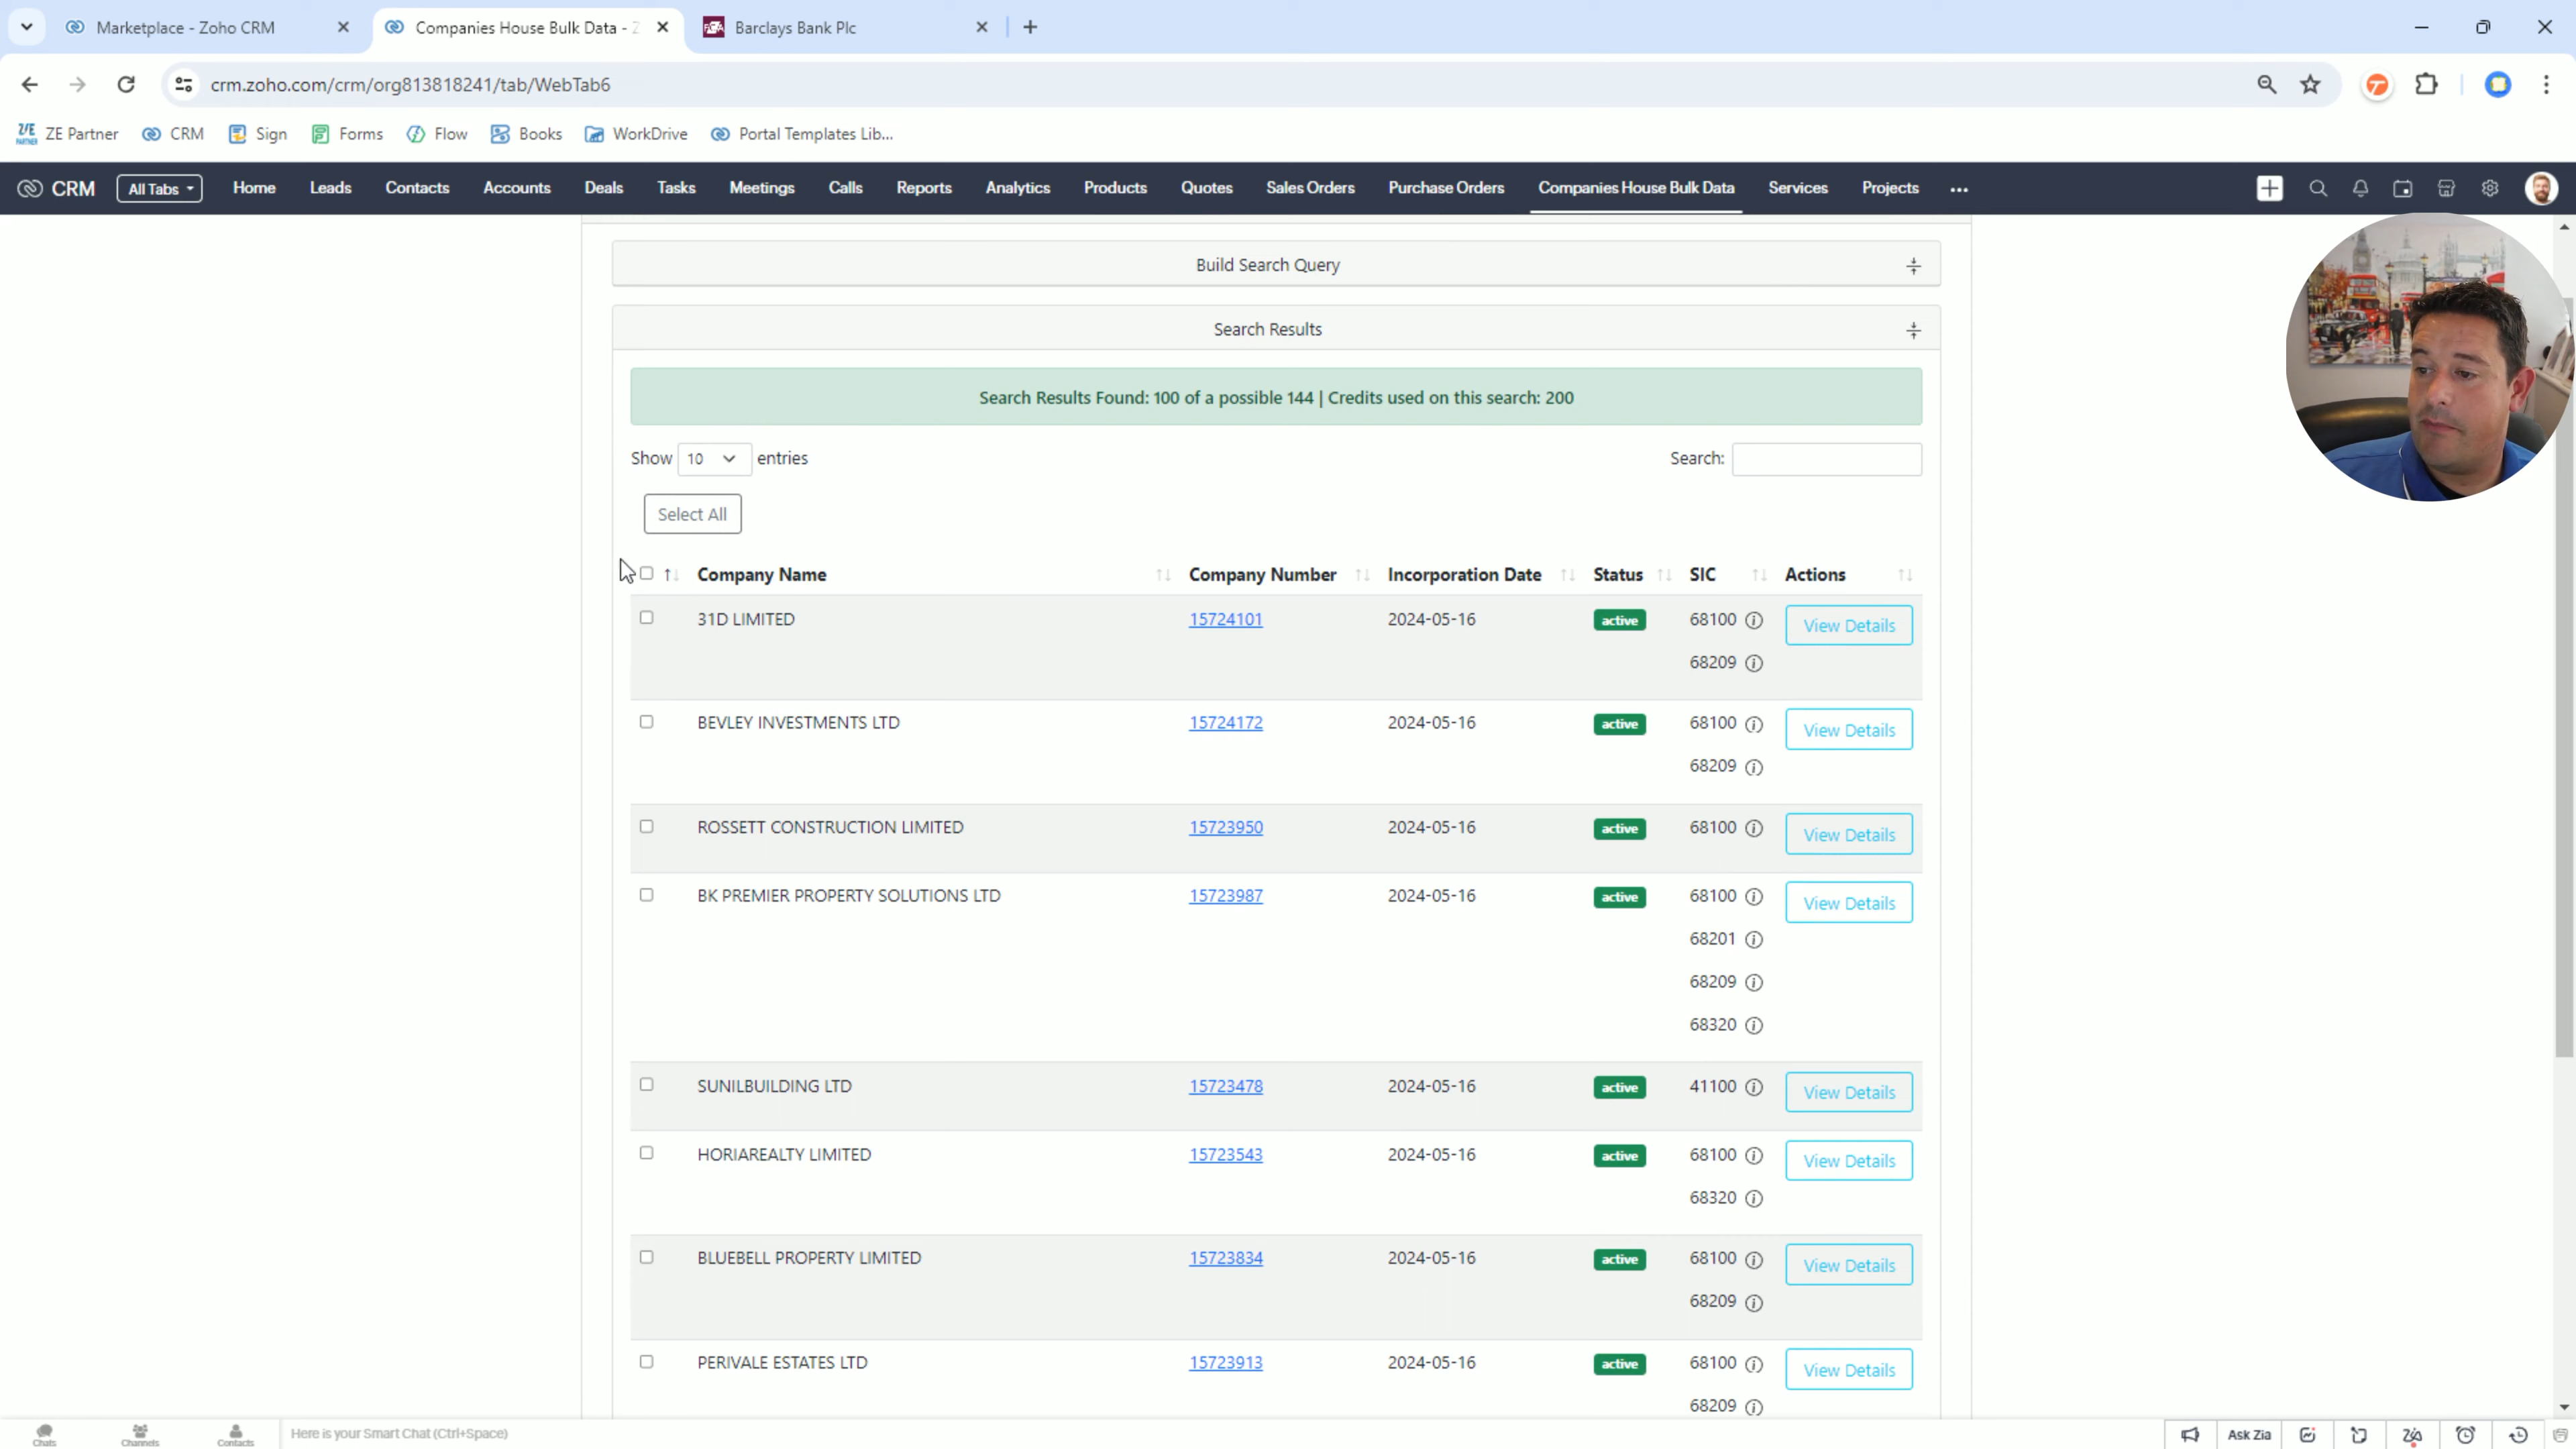 Marketplace - Zoho CRM
Companies House Bulk Data - Z
Barclays Bank Plc
crm.zoho.com/crm/org813818241/tab/WebTab6
ZE Partner
CRM
Sign
Forms
Flow
Books
WorkDrive
Portal Templates Lib...
CRM
All Tabs
Home
Leads
Contacts
Accounts
Deals
Tasks
Meetings
Calls
Reports
Analytics
Products
Quotes
Sales Orders
Purchase Orders
Companies House Bulk Data
Services
Projects
Build Search Query
Search Results
Search Results Found: 100 of a possible 144 | Credits used on this search: 200
Show 10 entries
Search:
Select All
Company Name Company Number Incorporation Date Status SIC Actions
31D LIMITED 15724101 2024-05-16 active 68100 View Details
68209
BEVLEY INVESTMENTS LTD 15724172 2024-05-16 active 68100 View Details
68209
ROSSETT CONSTRUCTION LIMITED 15723950 2024-05-16 active 68100 View Details
BK PREMIER PROPERTY SOLUTIONS LTD 15723987 2024-05-16 active 68100 View Details
68201
68209
68320
SUNILBUILDING LTD 15723478 2024-05-16 active 41100 View Details
HORIAREALTY LIMITED 15723543 2024-05-16 active 68100 View Details
68320
BLUEBELL PROPERTY LIMITED 15723834 2024-05-16 active 68100 View Details
68209
PERIVALE ESTATES LTD 15723913 2024-05-16 active 68100 View Details
68209
Chats
Channels
Contacts
Here is your Smart Chat (Ctrl+Space)
Ask Zia